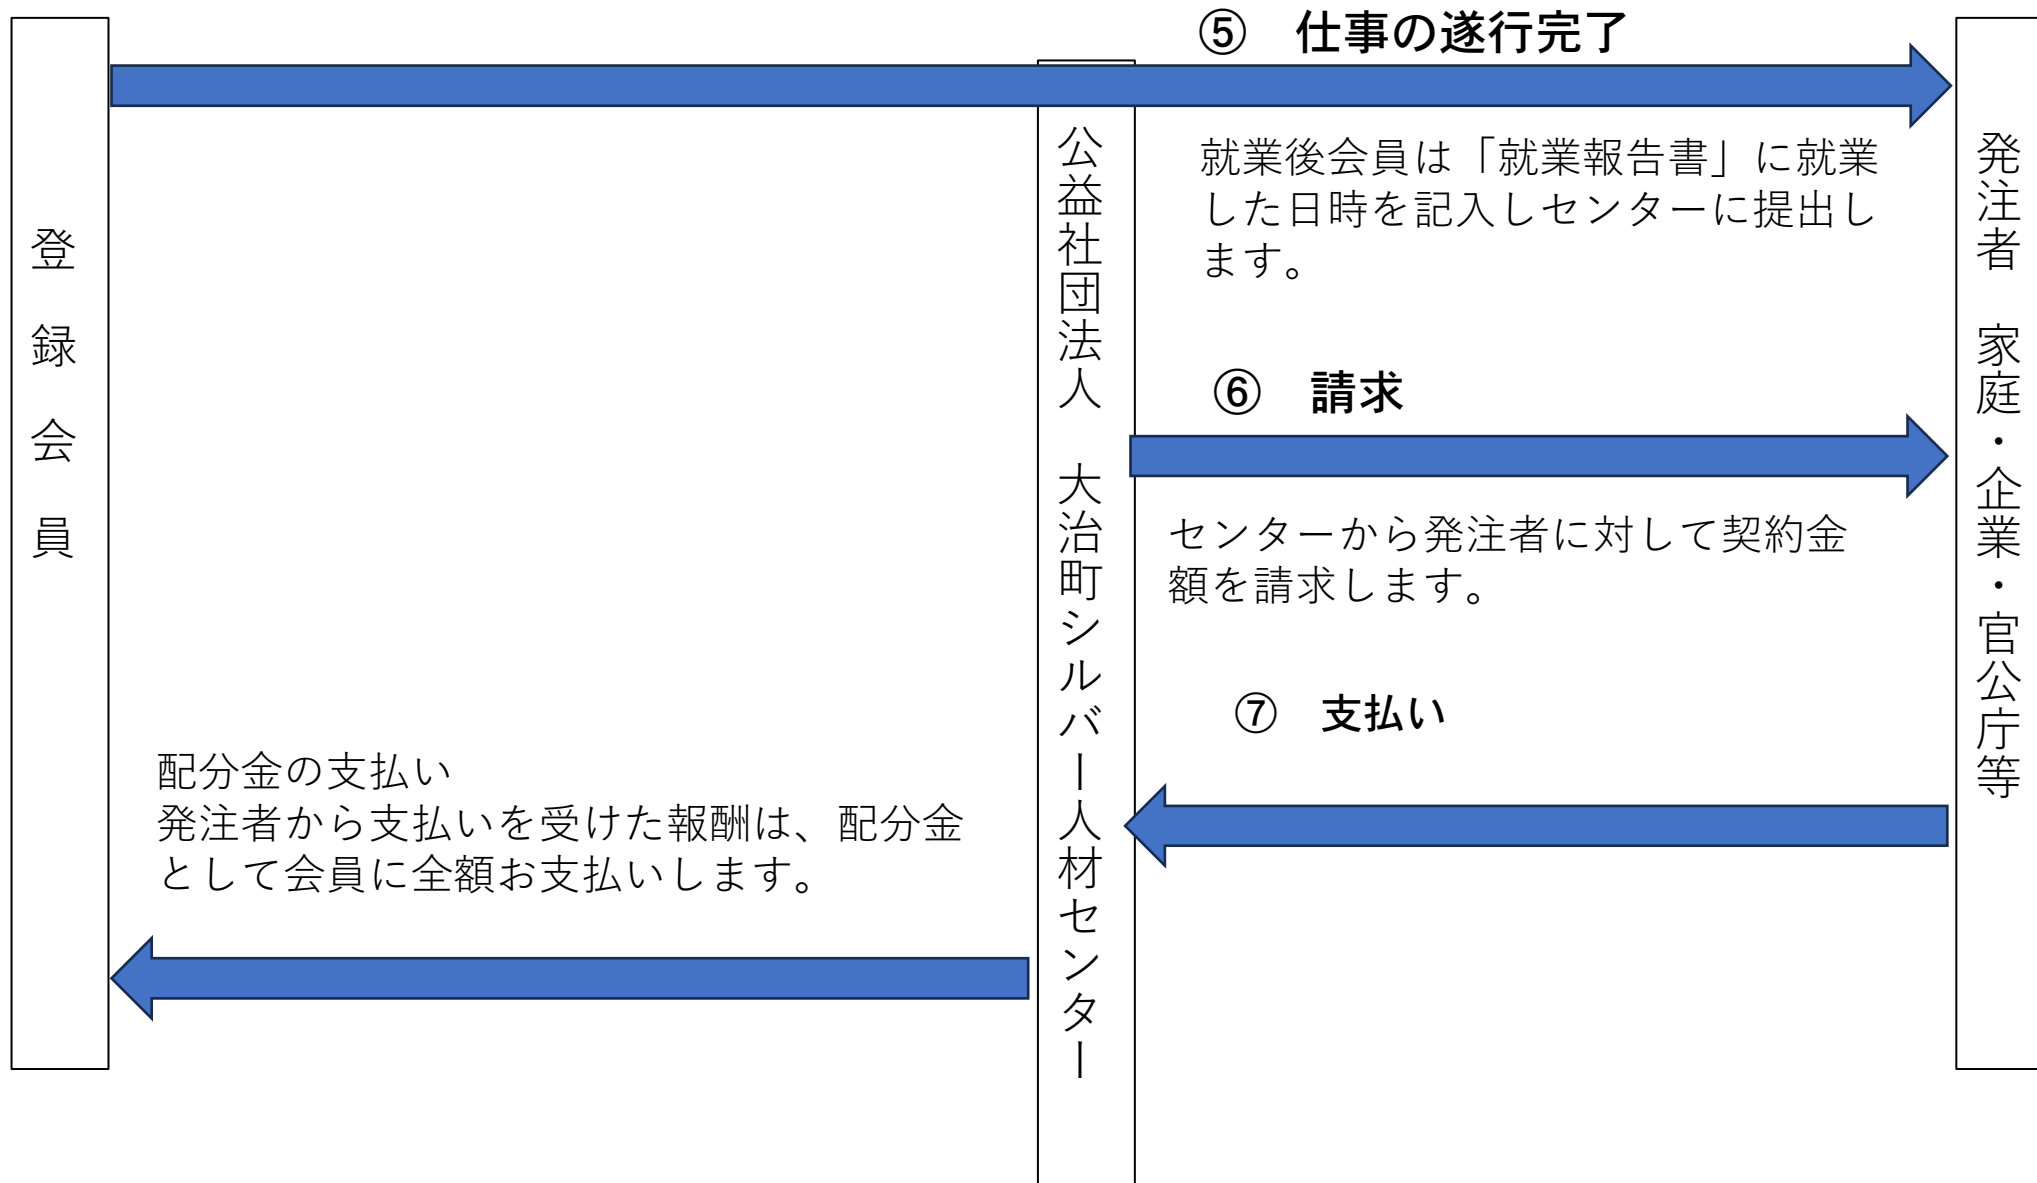 登録会員
公益社団法人　大治町シルバー人材センター
発注者　家庭・企業・官公庁等
⑤　仕事の遂行完了
就業後会員は「就業報告書」に就業
した日時を記入しセンターに提出し
ます。
⑥　請求
センターから発注者に対して契約金
額を請求します。
⑦　支払い
配分金の支払い
発注者から支払いを受けた報酬は、配分金
として会員に全額お支払いします。